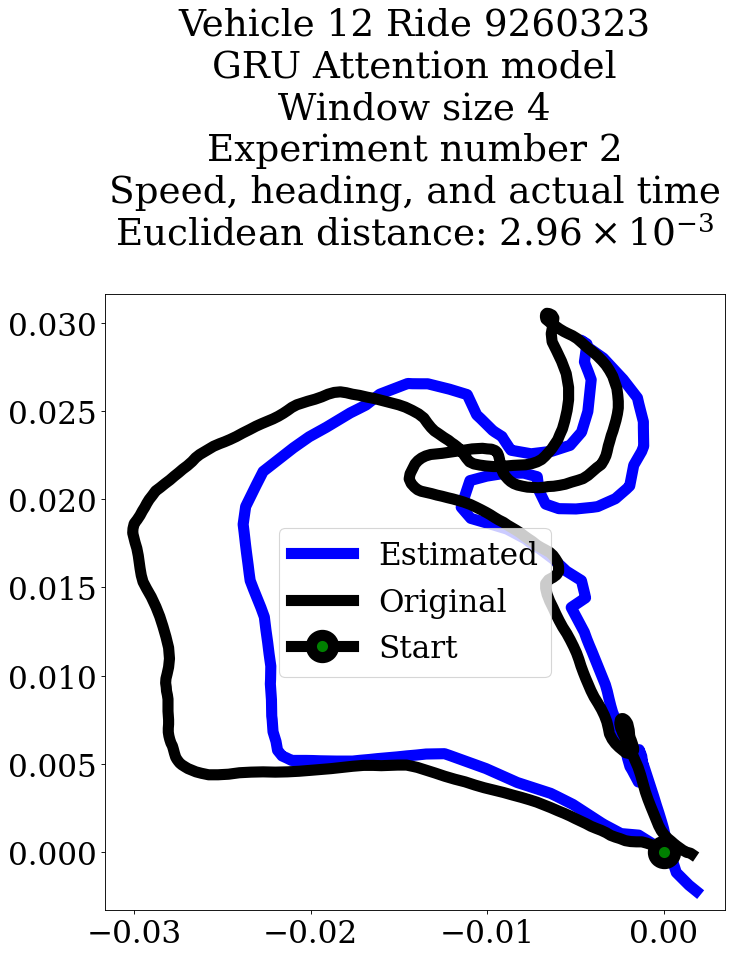 Vehicle 12 Ride 9260323
GRU Attention model
Window size 4
Experiment number 2
Speed, heading, and actual time
Euclidean distance: 2.96 × 10⁻³
0.030
0.025
0.020
0.015
0.010
0.005
0.000
Estimated
Original
Start
−0.03 −0.02 −0.01 0.00